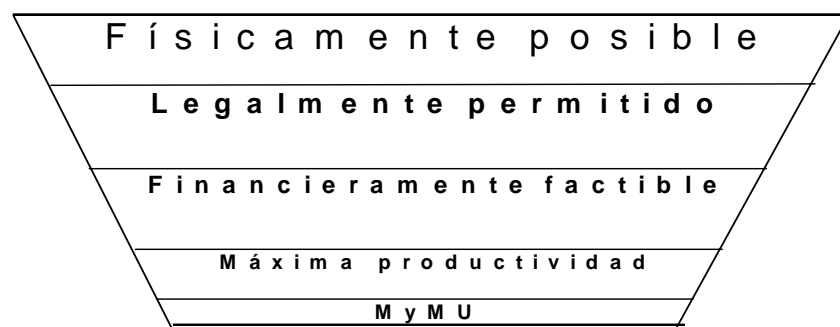 Físicamente posible
Legalmente permitido
Financieramente factible
Máxima productividad
MyMU